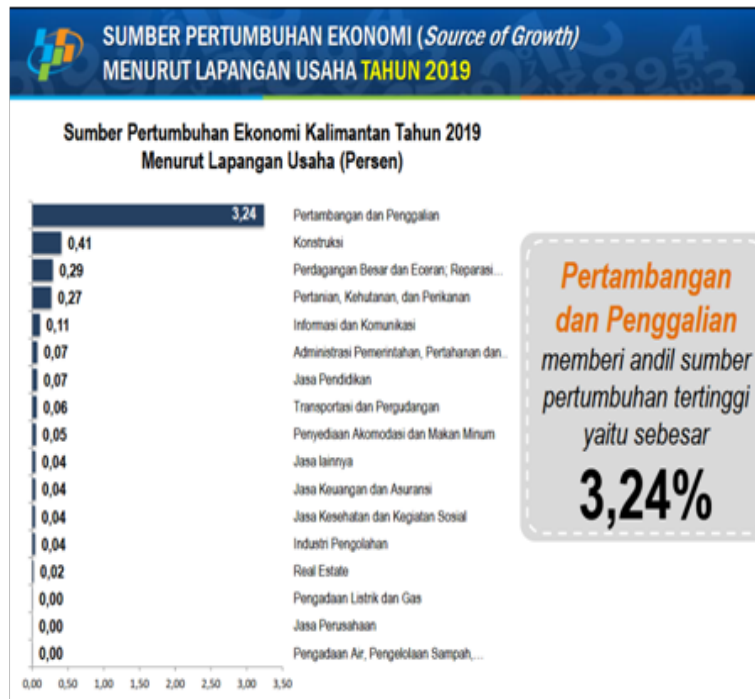 SUMBER PERTUMBUHAN EKONOMI (Source of Growth)
MENURUT LAPANGAN USAHA TAHUN 2019
Sumber Pertumbuhan Ekonomi Kalimantan Tahun 2019
Menurut Lapangan Usaha (Persen)
3,24 Pertambangan dan Penggalian
0,41 Konstruksi
0,29 Perdagangan Besar dan Eceran; Reparasi...
0,27 Pertanian, Kehutanan, dan Perikanan
0,11 Informasi dan Komunikasi
0,07 Administrasi Pemerintahan, Pertahanan dan..
0,07 Jasa Pendidikan
0,06 Transportasi dan Pergudangan
0,05 Penyediaan Akomodasi dan Makan Minum
0,04 Jasa lainnya
0,04 Jasa Keuangan dan Asuransi
0,04 Jasa Kesehatan dan Kegiatan Sosial
0,04 Industri Pengolahan
0,02 Real Estate
0,00 Pengadaan Listrik dan Gas
0,00 Jasa Perusahaan
0,00 Pengadaan Air, Pengelolaan Sampah,...
0,00 0,50 1,00 1,50 2,00 2,50 3,00 3,50
Pertambangan
dan Penggalian
memberi andil sumber
pertumbuhan tertinggi
yaitu sebesar
3,24%